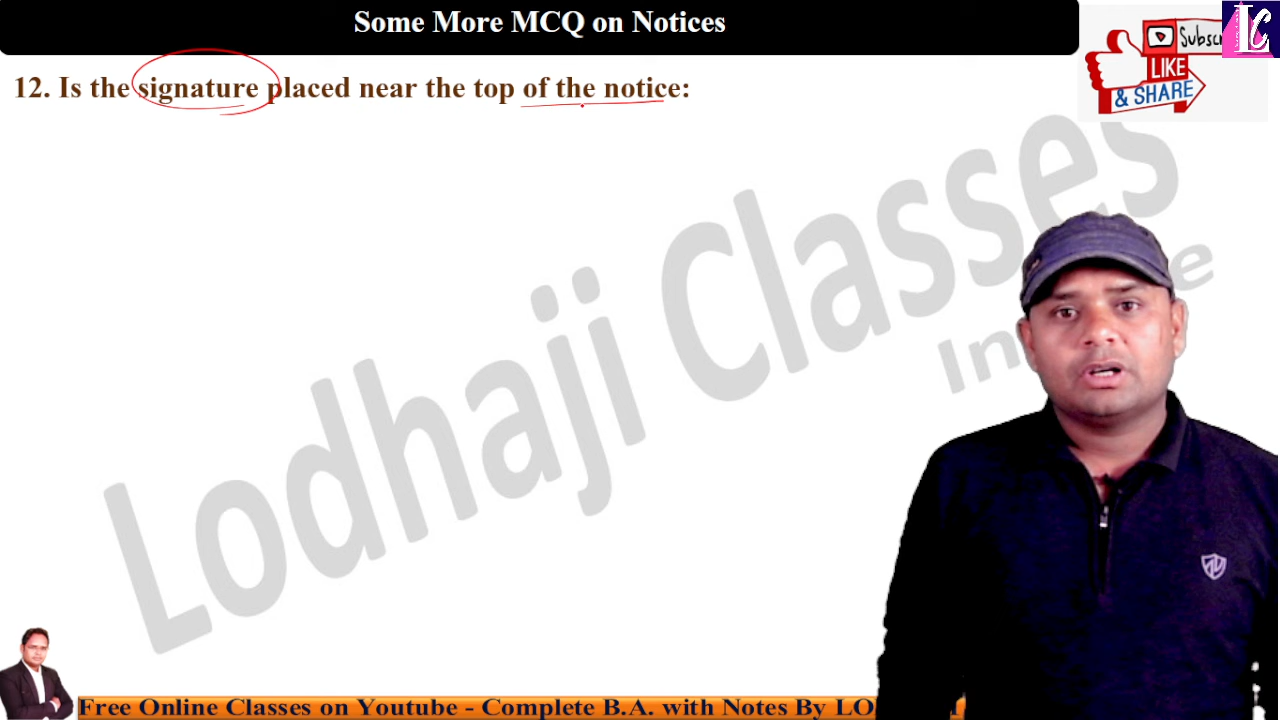 Some More MCQ on Notices
LC
12. Is the signature placed near the top of the notice:
LIKE
& SHARE
Lodhaji Classes
Free Online Classes on Youtube - Complete B.A. with Notes By LO